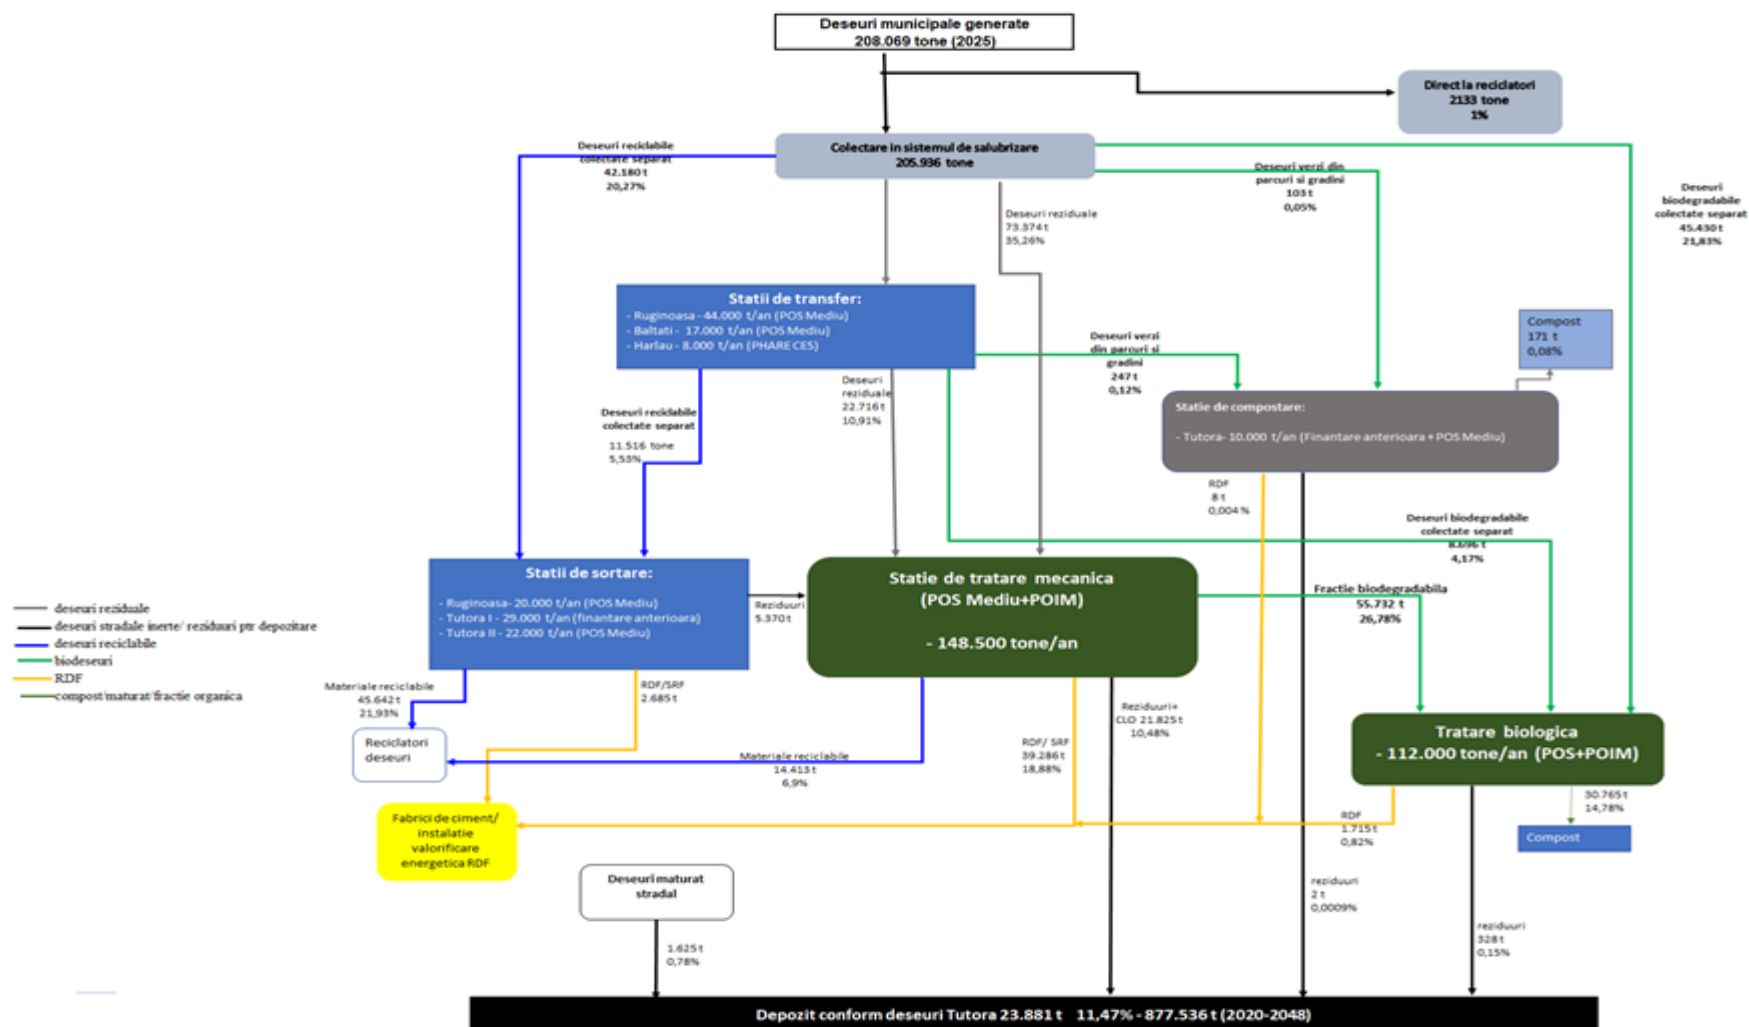 Deseuri municipale generate
208.069 tone (2025)
Direct la reciclatori
2133 tone
1%
Colectare in sistemul de salubrizare
205.936 tone
Deseuri reciclabile
colectate separat
42.180 t
20,27%
Deseuri verzi din
parcuri si gradini
103 t
0,05%
Deseuri
biodegradabile
colectate separat
45.430 t
21,83%
Deseuri reziduale
73.374 t
35,26%
Statii de transfer:
- Ruginoasa - 44.000 t/an (POS Mediu)
- Baltati - 17.000 t/an (POS Mediu)
- Harlau - 8.000 t/an (PHARE CES)
Compost
171 t
0,08%
Deseuri verzi
din parcuri si
gradini
247 t
0,12%
Deseuri
reziduale
22.716 t
10,91%
Deseuri reciclabile
colectate separat
11.516 tone
5,53%
Statie de compostare:
- Tutora- 10.000 t/an (Finantare anterioara + POS Mediu)
RDF
8 t
0,004 %
Deseuri biodegradabile
colectate separat
8.696 t
4,17%
Statii de sortare:
- Ruginoasa- 20.000 t/an (POS Mediu)
- Tutora I - 29.000 t/an (finantare anterioara)
- Tutora II - 22.000 t/an (POS Mediu)
Reziduuri
5.370 t
Statie de tratare mecanica
(POS Mediu+POIM)
- 148.500 tone/an
Fractie biodegradabila
55.732 t
26,78%
deseuri reziduale
deseuri stradale inerte/ reziduuri ptr depozitare
deseuri reciclabile
biodeseuri
RDF
compost/maturat/fractie organica
Materiale reciclabile
45.642 t
21,93%
RDF/SRF
2.685 t
Reciclatori
deseuri
Materiale reciclabile
14.413 t
6,9%
RDF/ SRF
39.286 t
18,88%
Reziduuri+
CLO 21.825 t
10,48%
Tratare biologica
- 112.000 tone/an (POS+POIM)
30.765 t
14,78%
Compost
RDF
1.715 t
0,82%
Fabrici de ciment/
instalatie
valorificare
energetica RDF
Deseuri maturat
stradal
1.625 t
0,78%
reziduuri
2 t
0,0009%
reziduuri
328 t
0,15%
Depozit conform deseuri Tutora 23.881 t 11,47% - 877.536 t (2020-2048)